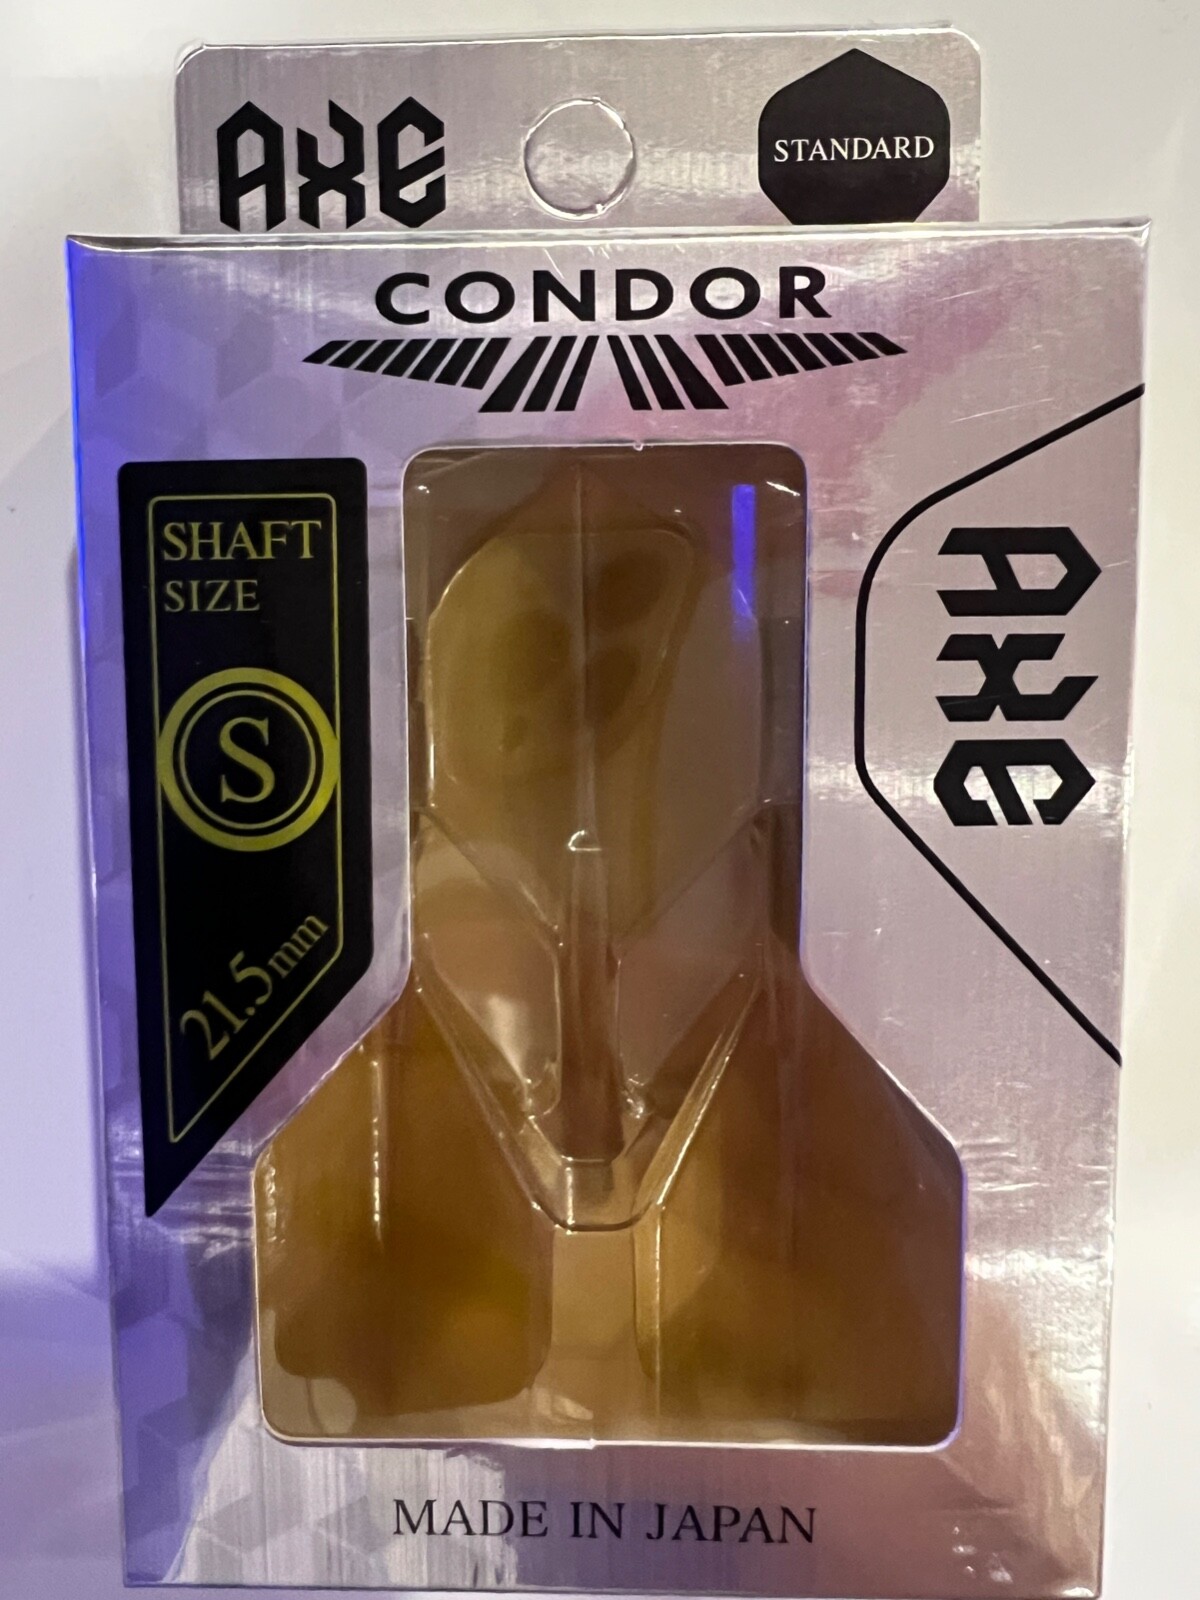 AXE
STANDARD
CONDOR
SHAFT
SIZE
S
21.5mm
AXE
MADE IN JAPAN